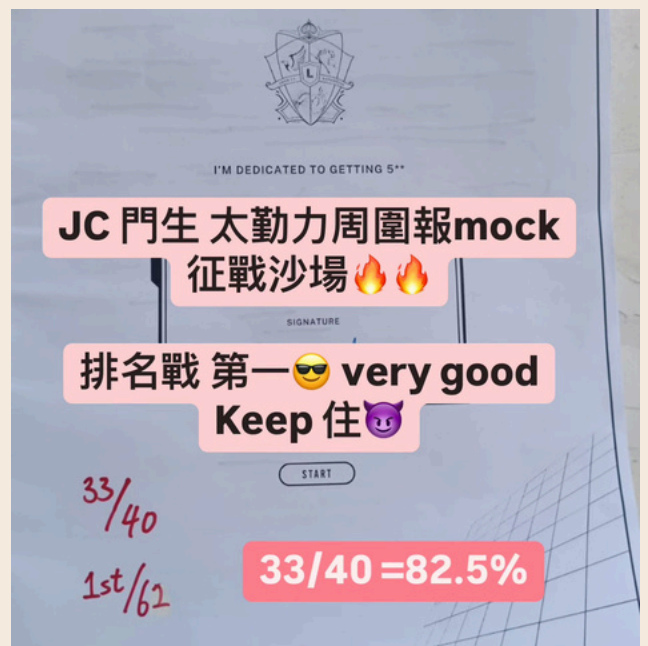 L
I'M DEDICATED TO GETTING 5**
JC 門生 太勤力周圍報mock
征戰沙場🔥🔥
SIGNATURE
排名戰 第一😎 very good
Keep 住😈
START
33/40
1st/62
33/40 =82.5%